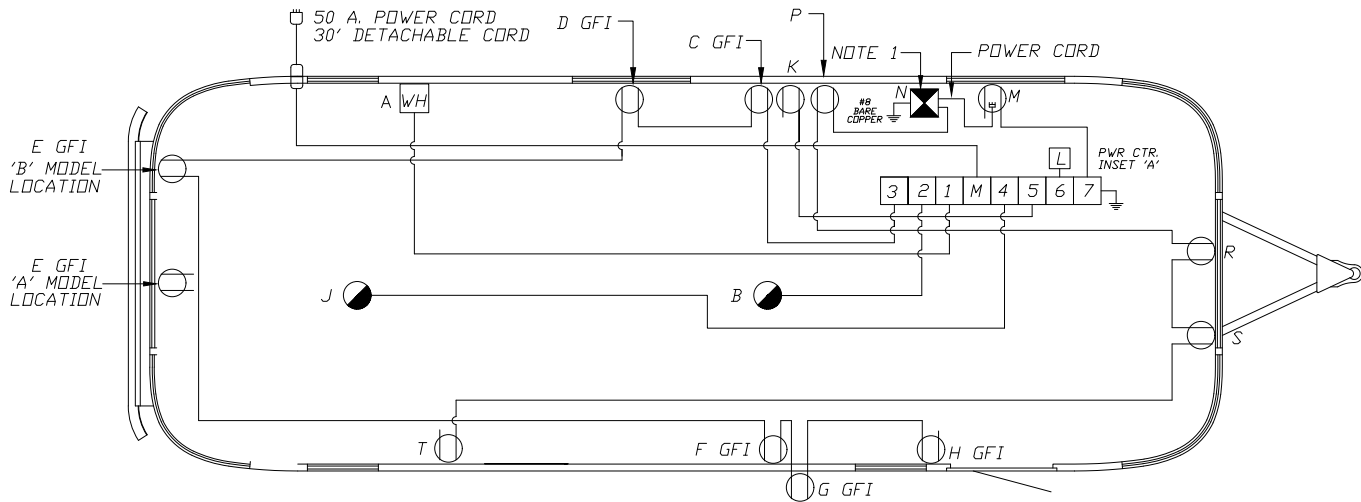 50 A. POWER CORD
30' DETACHABLE CORD
D GFI
P
C GFI
K
NOTE 1
POWER CORD
A
WH
N
M
#8
BARE
COPPER
E GFI
'B' MODEL
LOCATION
L
PWR CTR.
INSET 'A'
3 2 1 M 4 5 6 7
E GFI
'A' MODEL
LOCATION
R
J
B
S
T
F GFI
H GFI
G GFI